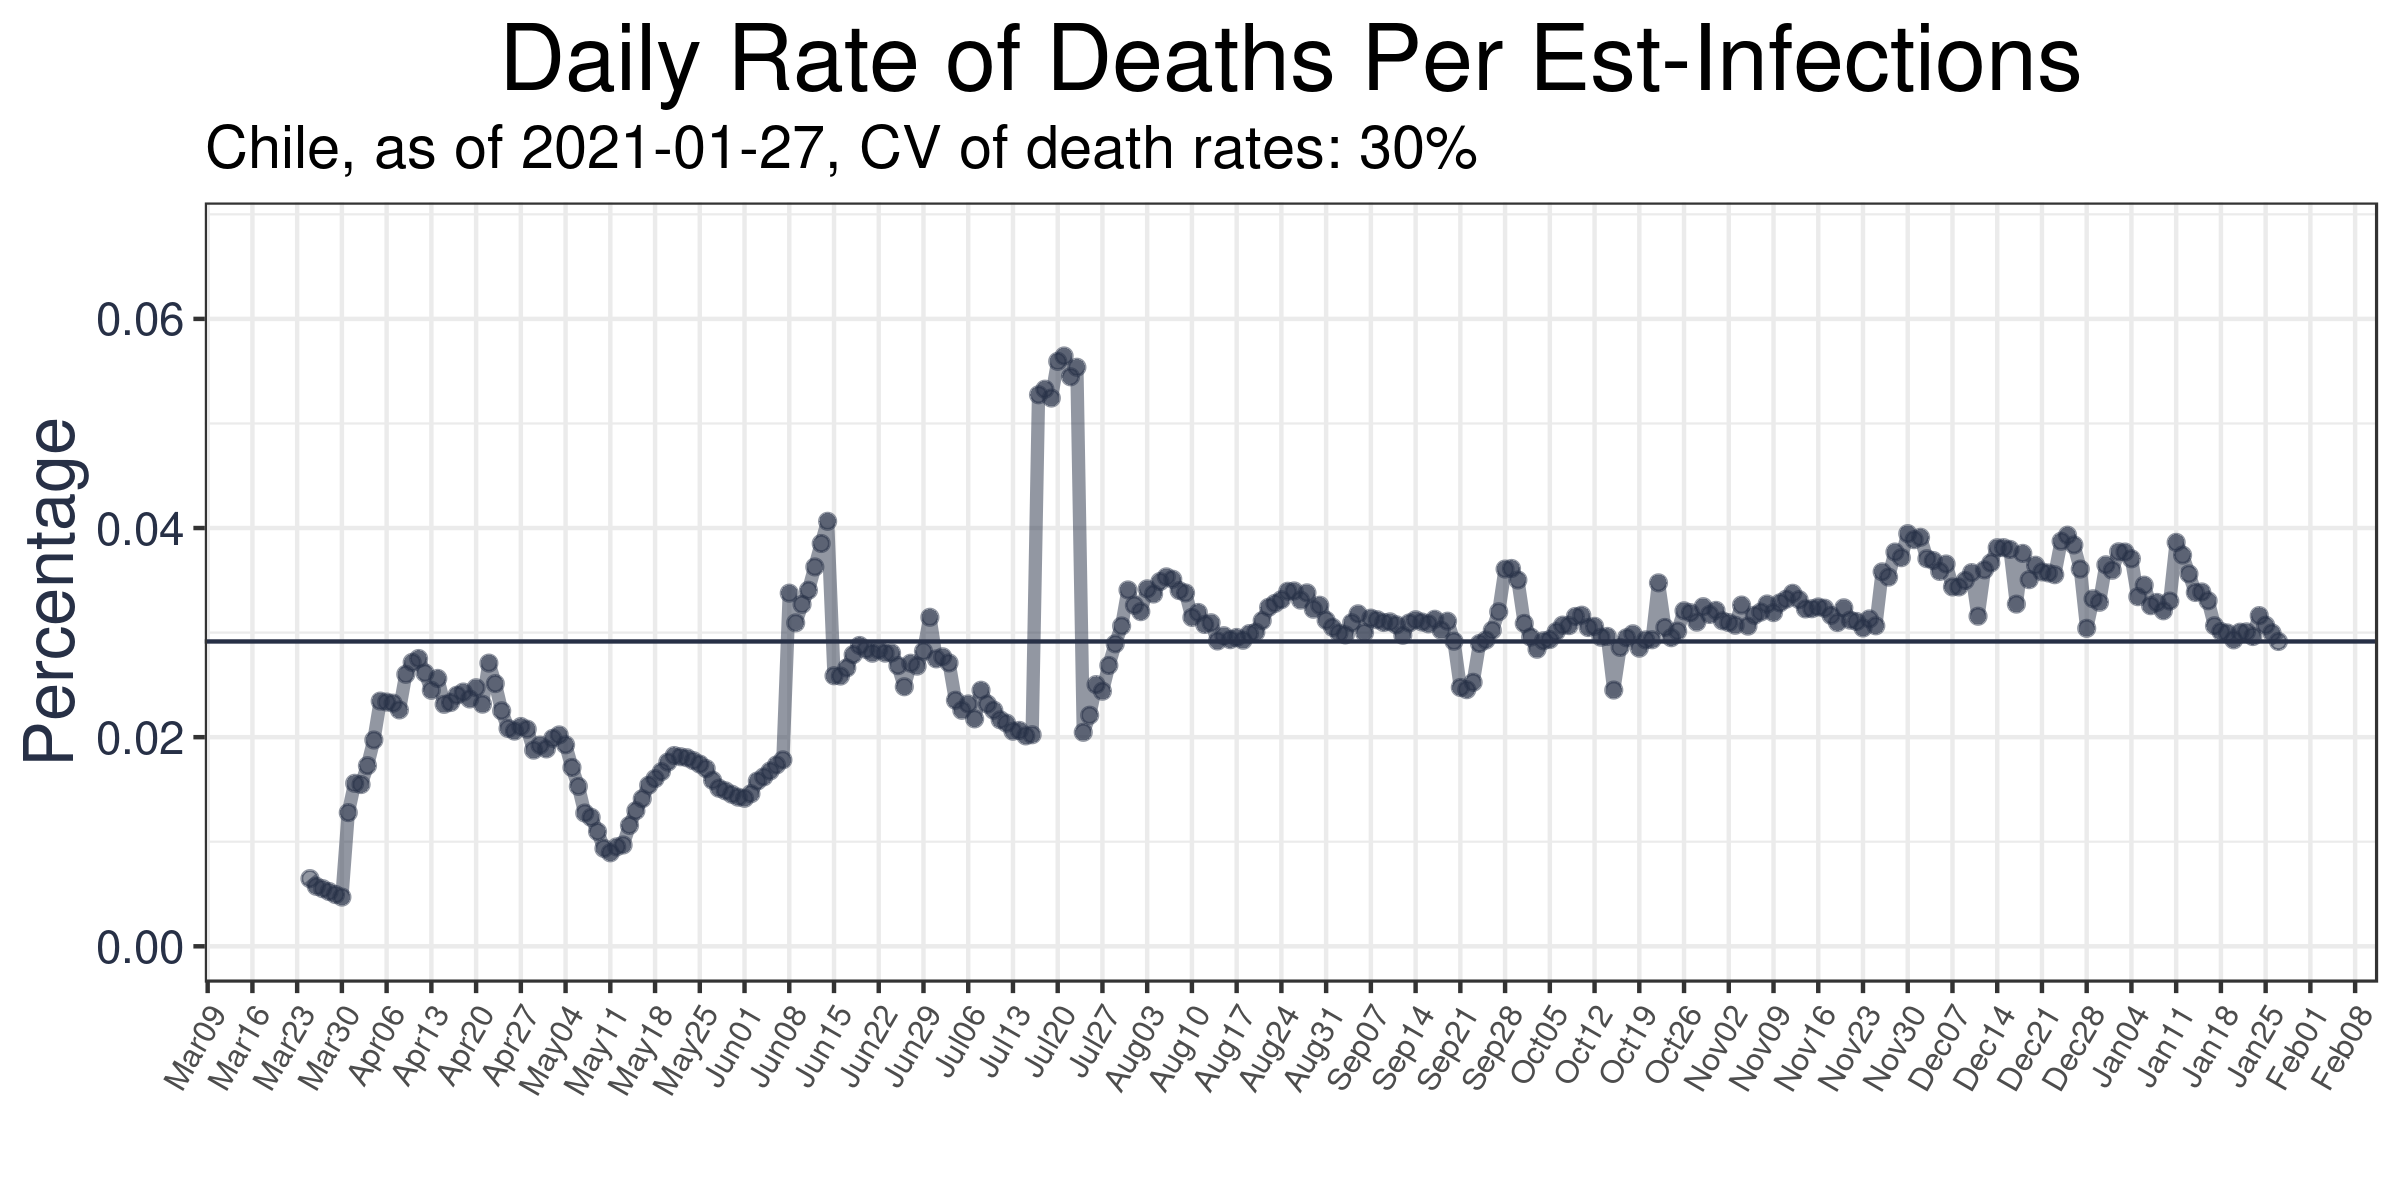 Daily Rate of Deaths Per Est-Infections
Chile, as of 2021-01-27, CV of death rates: 30%
Percentage
0.06
0.04
0.02
0.00
Mar09
Mar16
Mar23
Mar30
Apr06
Apr13
Apr20
Apr27
May04
May11
May18
May25
Jun01
Jun08
Jun15
Jun22
Jun29
Jul06
Jul13
Jul20
Jul27
Aug03
Aug10
Aug17
Aug24
Aug31
Sep07
Sep14
Sep21
Sep28
Oct05
Oct12
Oct19
Oct26
Nov02
Nov09
Nov16
Nov23
Nov30
Dec07
Dec14
Dec21
Dec28
Jan04
Jan11
Jan18
Jan25
Feb01
Feb08